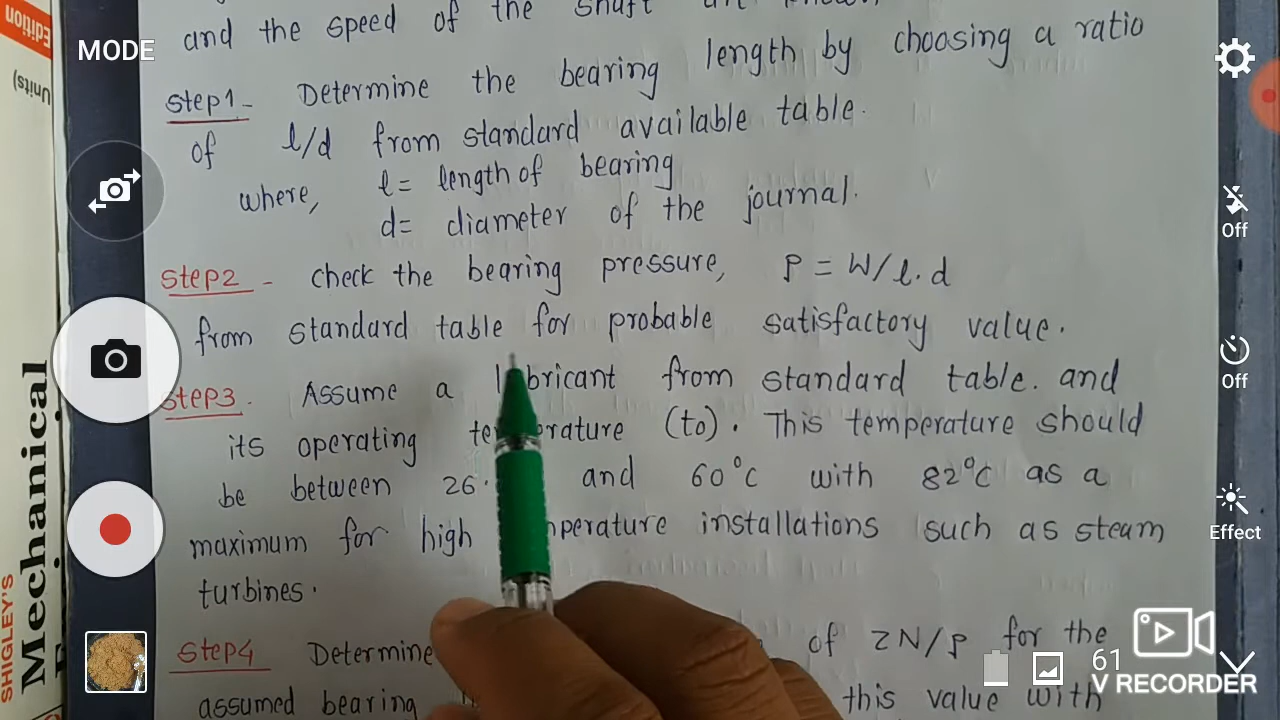 and the speed of the shaft
Step1- Determine the bearing length by choosing a ratio
of l/d from standard available table.
where, l = length of bearing
d = diameter of the journal.
Step2 - check the bearing pressure, P = W/l.d
from standard table for probable satisfactory value.
Step3. Assume a lubricant from standard table. and
its operating temperature (to). This temperature should
be between 26. and 60°C with 82°C as a
maximum for high temperature installations such as steam
turbines.
Step4 Determine of ZN/P for the
assumed bearing this value with
MODE
Off
Off
Effect
61
V RECORDER
Edition
Units)
SHIGLEY'S
Mechanical